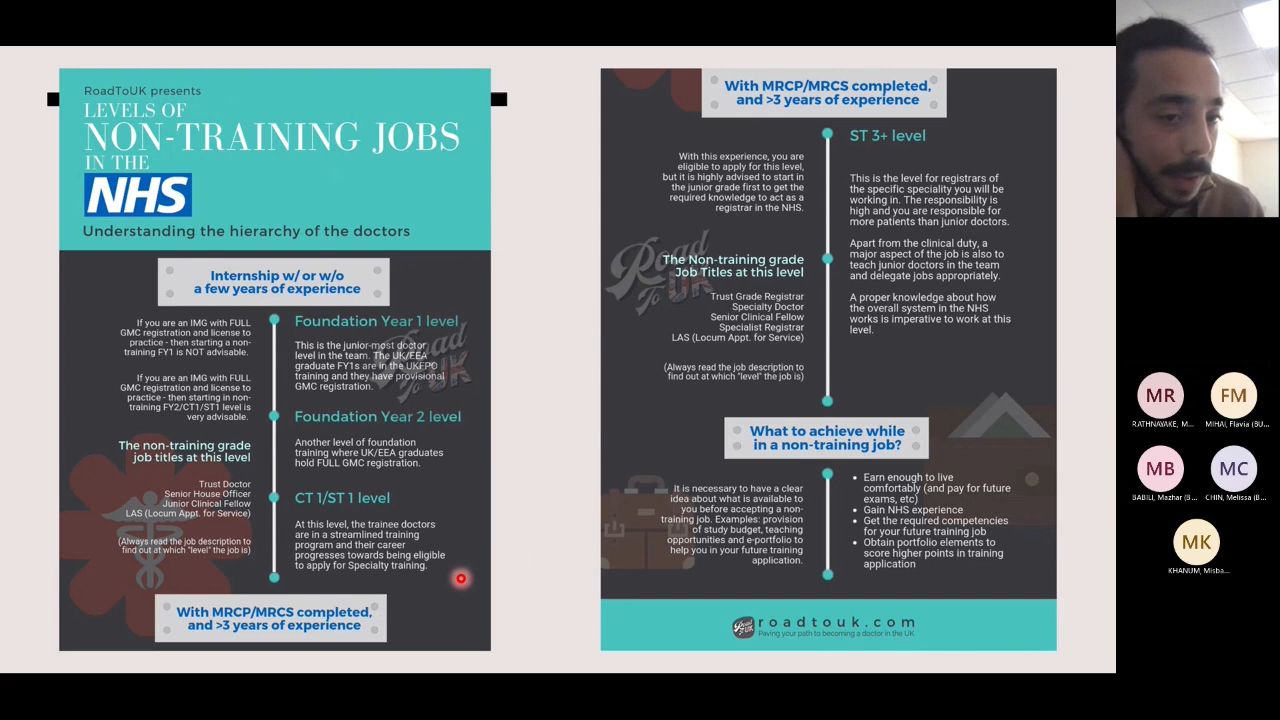 RoadToUK presents
LEVELS OF
NON-TRAINING JOBS
IN THE
NHS
Understanding the hierarchy of the doctors
Internship w/ or w/o
a few years of experience
If you are an IMG with FULL
GMC registration and license to
practice - then starting a non-
training FY1 is NOT advisable.
If you are an IMG with FULL
GMC registration and license to
practice - then starting in non-
training FY2/CT1/ST1 level is
very advisable.
The non-training grade
job titles at this level
Trust Doctor
Senior House Officer
Junior Clinical Fellow
LAS (Locum Appt. for Service)
(Always read the job description to
find out at which "level" the job is)
Foundation Year 1 level
This is the junior-most doctor
level in the team. The UK/EEA
graduate FY1s are in the UKFPO
training and they have provisional
GMC registration.
Road
To UK
Foundation Year 2 level
Another level of foundation
training where UK/EEA graduates
hold FULL GMC registration.
CT 1/ST 1 level
At this level, the trainee doctors
are in a streamlined training
program and their career
progresses towards being eligible
to apply for Specialty training.
With MRCP/MRCS completed,
and >3 years of experience
With MRCP/MRCS completed,
and >3 years of experience
With this experience, you are
eligible to apply for this level,
but it is highly advised to start in
the junior grade first to get the
required knowledge to act as a
registrar in the NHS.
Road
To UK
The Non-training grade
Job Titles at this level
Trust Grade Registrar
Specialty Doctor
Senior Clinical Fellow
Specialist Registrar
LAS (Locum Appt. for Service)
(Always read the job description to
find out at which "level" the job is)
ST 3+ level
This is the level for registrars of
the specific speciality you will be
working in. The responsibility is
high and you are responsible for
more patients than junior doctors.
Apart from the clinical duty, a
major aspect of the job is also to
teach junior doctors in the team
and delegate jobs appropriately.
A proper knowledge about how
the overall system in the NHS
works is imperative to work at this
level.
What to achieve while
in a non-training job?
It is necessary to have a clear
idea about what is available to
you before accepting a non-
training job. Examples: provision
of study budget, teaching
opportunities and e-portfolio to
help you in your future training
application.
• Earn enough to live
comfortably (and pay for future
exams, etc)
• Gain NHS experience
• Get the required competencies
for your future training job
• Obtain portfolio elements to
score higher points in training
application
Road To UK
roadtouk.com
Paving your path to becoming a doctor in the UK
MR
RATHNAYAKE, M...
FM
MIHAI, Flavia (BU...
MB
BABILI, Mazhar (B...
MC
CHIN, Melissa (B...
MK
KHANUM, Misba...